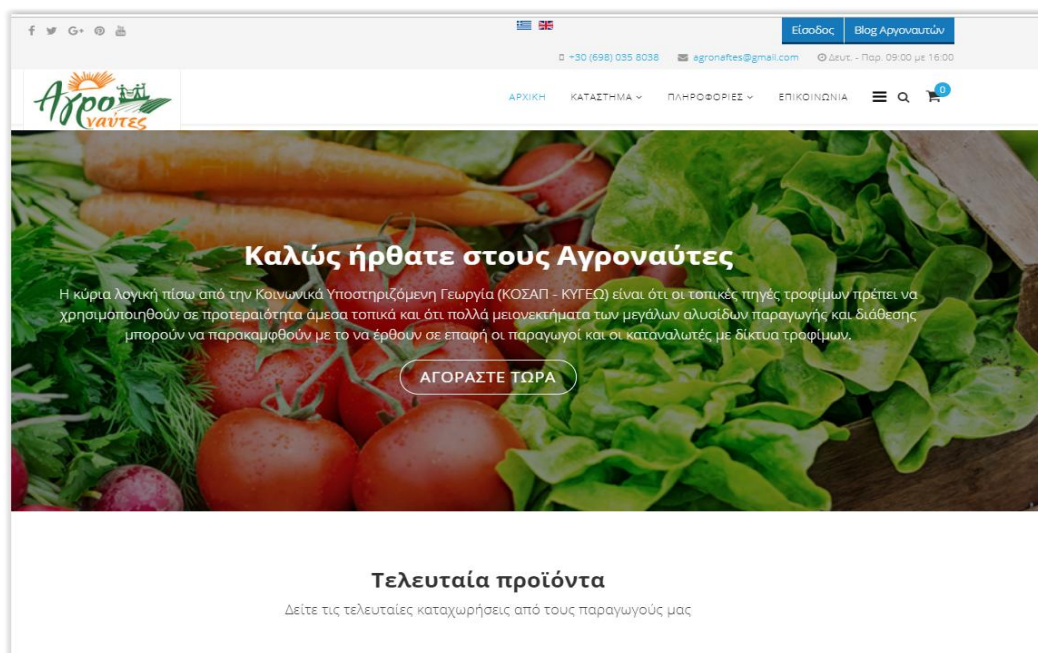 Είσοδος
Blog Αργοναυτών
+30 (698) 035 8038
agronaftes@gmail.com
Δευτ. - Παρ. 09:00 με 16:00
Αγρο
ναύτες
ΑΡΧΙΚΗ
ΚΑΤΑΣΤΗΜΑ
ΠΛΗΡΟΦΟΡΙΕΣ
ΕΠΙΚΟΙΝΩΝΙΑ
0
Καλώς ήρθατε στους Αγροναύτες
Η κύρια λογική πίσω από την Κοινωνικά Υποστηριζόμενη Γεωργία (ΚΟΣΑΠ - ΚΥΓΕΩ) είναι ότι οι τοπικές πηγές τροφίμων πρέπει να
χρησιμοποιηθούν σε προτεραιότητα άμεσα τοπικά και ότι πολλά μειονεκτήματα των μεγάλων αλυσίδων παραγωγής και διάθεσης
μπορούν να παρακαμφθούν με το να έρθουν σε επαφή οι παραγωγοί και οι καταναλωτές με δίκτυα τροφίμων.
ΑΓΟΡΑΣΤΕ ΤΩΡΑ
Τελευταία προϊόντα
Δείτε τις τελευταίες καταχωρήσεις από τους παραγωγούς μας